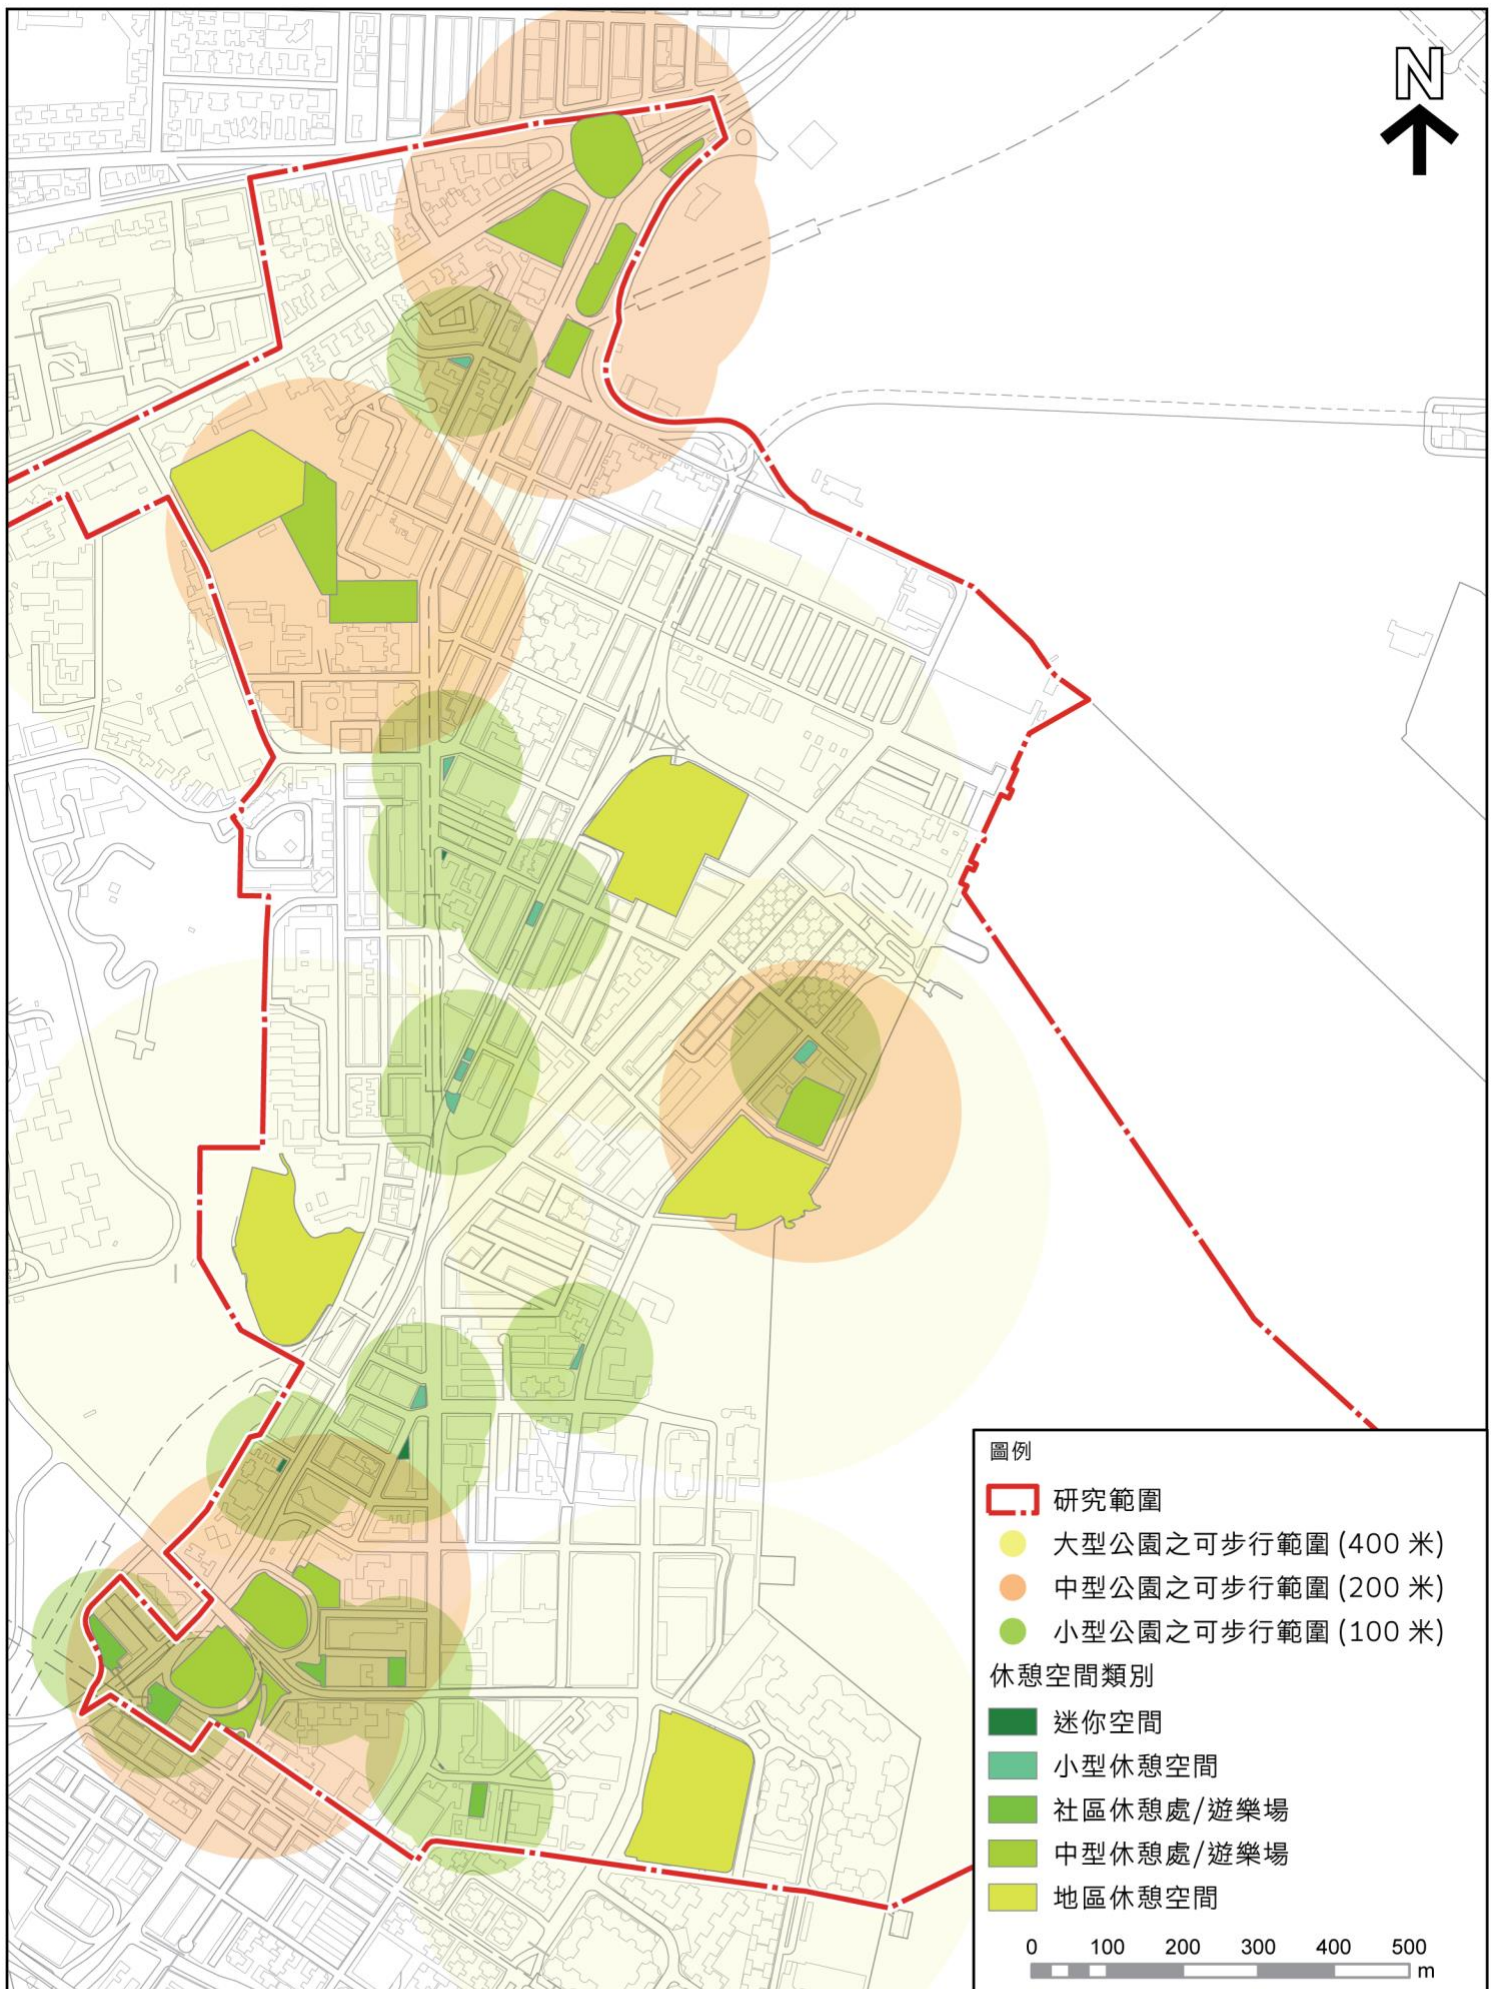 N
圖例
研究範圍
大型公園之可步行範圍 (400 米)
中型公園之可步行範圍 (200 米)
小型公園之可步行範圍 (100 米)
休憩空間類別
迷你空間
小型休憩空間
社區休憩處/遊樂場
中型休憩處/遊樂場
地區休憩空間
0 100 200 300 400 500
m